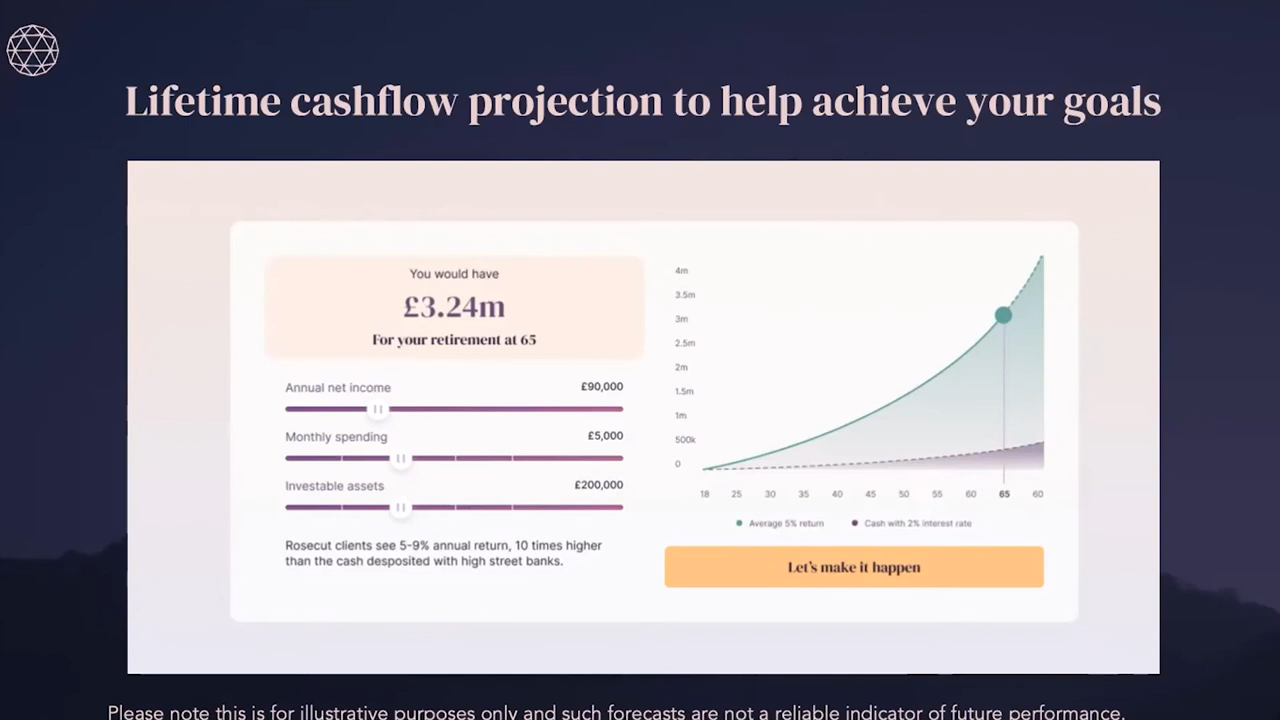 Lifetime cashflow projection to help achieve your goals
You would have
£3.24m
For your retirement at 65
Annual net income £90,000
Monthly spending £5,000
Investable assets £200,000
Rosecut clients see 5-9% annual return, 10 times higher
than the cash desposited with high street banks.
4m
3.5m
3m
2.5m
2m
1.5m
1m
500k
0
18 25 30 35 40 45 50 55 60 65 60
Average 5% return Cash with 2% interest rate
Let's make it happen
Please note this is for illustrative purposes only and such forecasts are not a reliable indicator of future performance.